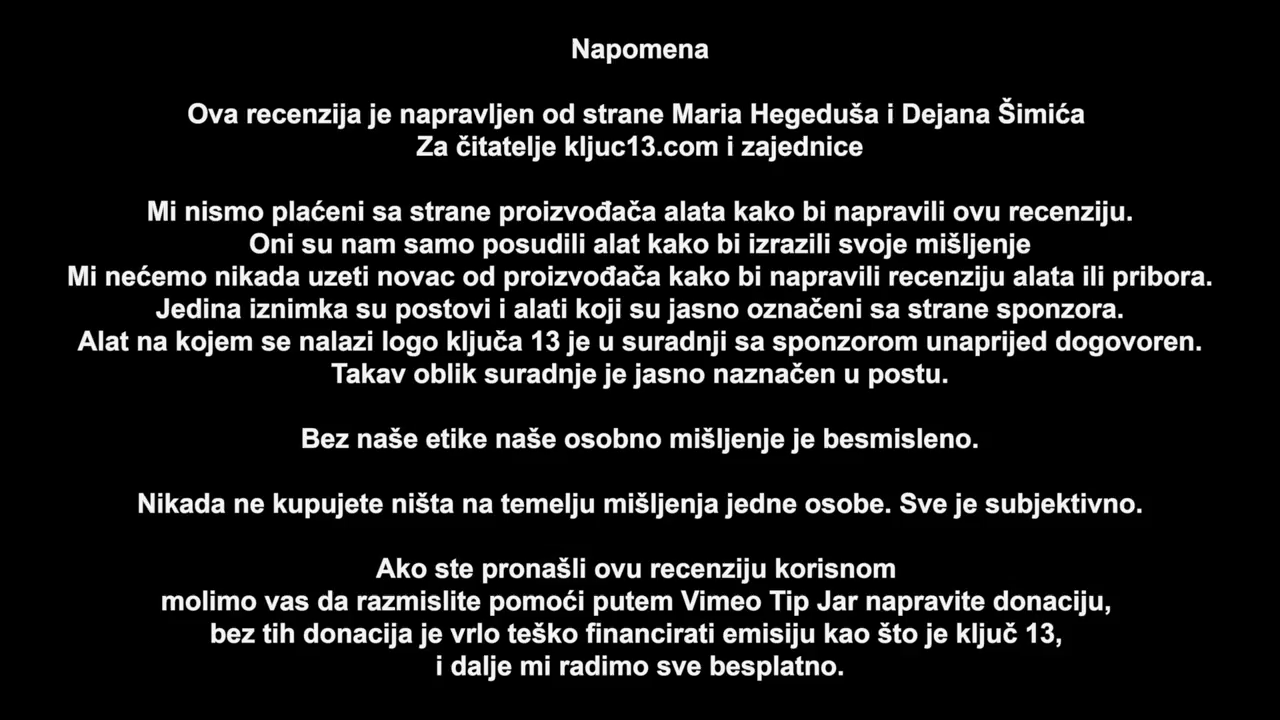 Napomena
Ova recenzija je napravljen od strane Maria Hegeduša i Dejana Šimića
Za čitatelje kljuc13.com i zajednice
Mi nismo plaćeni sa strane proizvođača alata kako bi napravili ovu recenziju.
Oni su nam samo posudili alat kako bi izrazili svoje mišljenje
Mi nećemo nikada uzeti novac od proizvođača kako bi napravili recenziju alata ili pribora.
Jedina iznimka su postovi i alati koji su jasno označeni sa strane sponzora.
Alat na kojem se nalazi logo ključa 13 je u suradnji sa sponzorom unaprijed dogovoren.
Takav oblik suradnje je jasno naznačen u postu.
Bez naše etike naše osobno mišljenje je besmisleno.
Nikada ne kupujete ništa na temelju mišljenja jedne osobe. Sve je subjektivno.
Ako ste pronašli ovu recenziju korisnom
molimo vas da razmislite pomoći putem Vimeo Tip Jar napravite donaciju,
bez tih donacija je vrlo teško financirati emisiju kao što je ključ 13,
i dalje mi radimo sve besplatno.